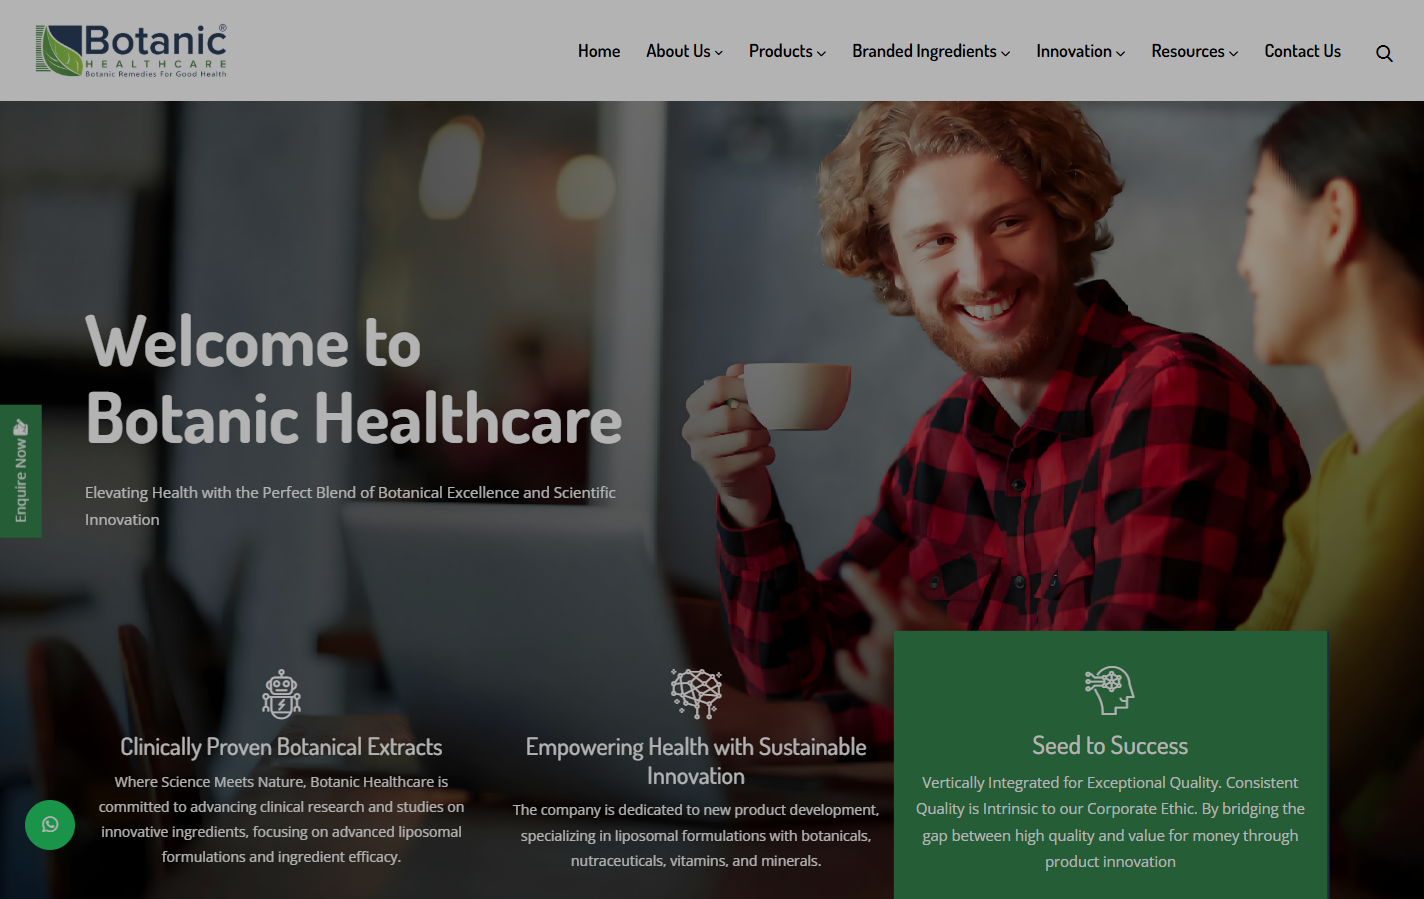 Botanic®
HEALTHCARE
Botanic Remedies For Good Health
Home
About Us
Products
Branded Ingredients
Innovation
Resources
Contact Us
Welcome to
Botanic Healthcare
Elevating Health with the Perfect Blend of Botanical Excellence and Scientific
Innovation
Enquire Now
Clinically Proven Botanical Extracts
Where Science Meets Nature, Botanic Healthcare is
committed to advancing clinical research and studies on
innovative ingredients, focusing on advanced liposomal
formulations and ingredient efficacy.
Empowering Health with Sustainable
Innovation
The company is dedicated to new product development,
specializing in liposomal formulations with botanicals,
nutraceuticals, vitamins, and minerals.
Seed to Success
Vertically Integrated for Exceptional Quality. Consistent
Quality is Intrinsic to our Corporate Ethic. By bridging the
gap between high quality and value for money through
product innovation